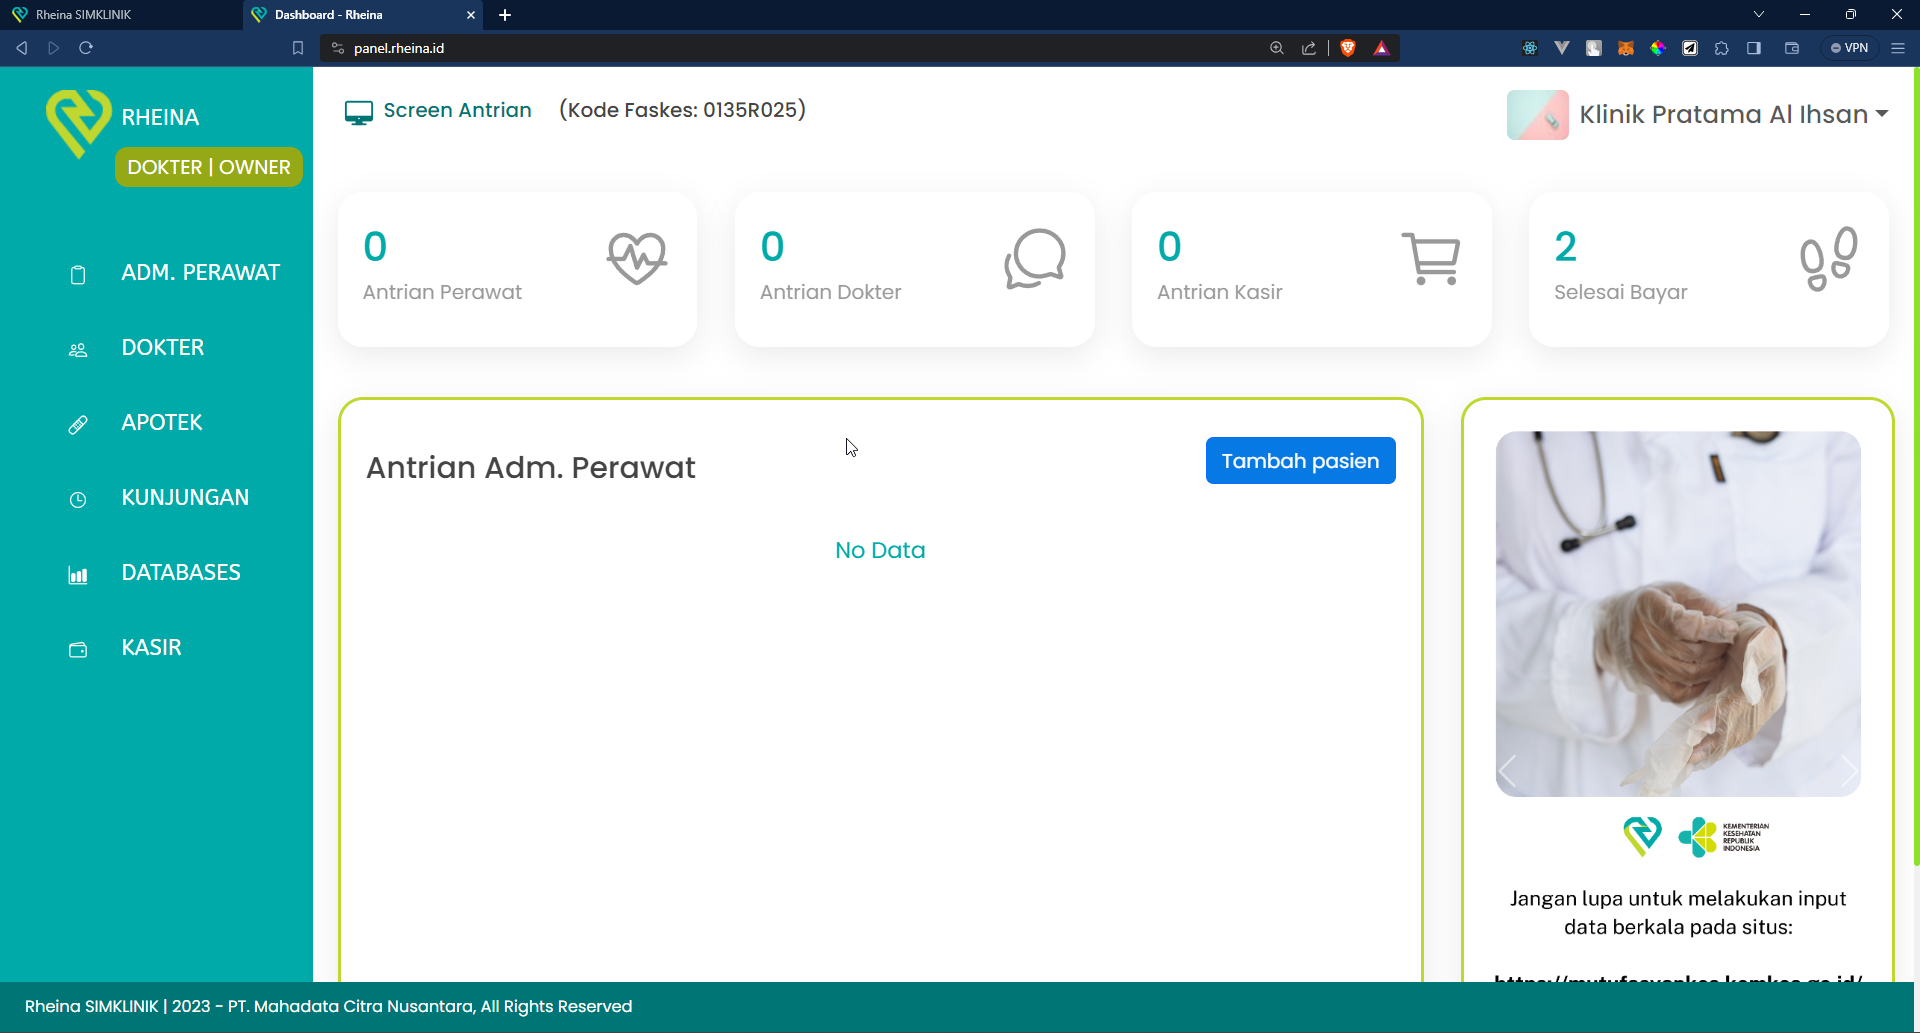 Rheina SIMKLINIK
Dashboard - Rheina
panel.rheina.id
VPN
RHEINA
DOKTER | OWNER
ADM. PERAWAT
DOKTER
APOTEK
KUNJUNGAN
DATABASES
KASIR
Screen Antrian (Kode Faskes: 0135R025)
Klinik Pratama Al Ihsan
0
Antrian Perawat
0
Antrian Dokter
0
Antrian Kasir
2
Selesai Bayar
Antrian Adm. Perawat
Tambah pasien
No Data
KEMENTERIAN
KESEHATAN
REPUBLIK
INDONESIA
Jangan lupa untuk melakukan input
data berkala pada situs:
Rheina SIMKLINIK | 2023 - PT. Mahadata Citra Nusantara, All Rights Reserved